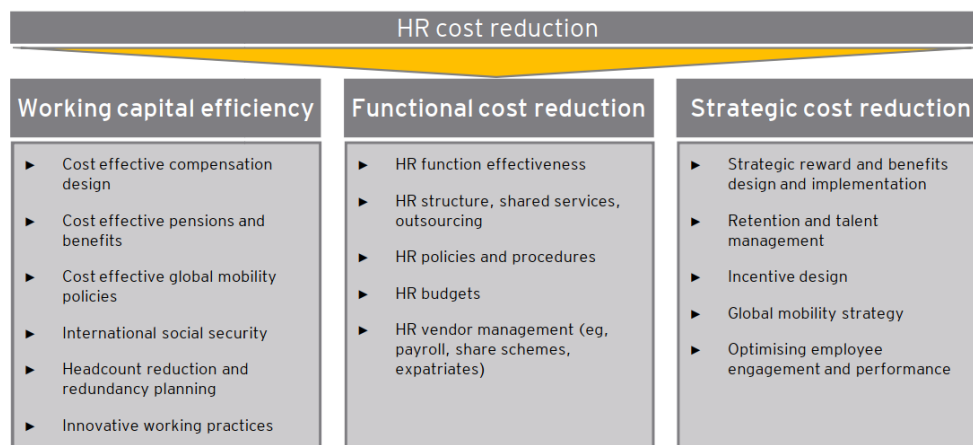 HR cost reduction
Working capital efficiency
► Cost effective compensation
design
► Cost effective pensions and
benefits
► Cost effective global mobility
policies
► International social security
► Headcount reduction and
redundancy planning
► Innovative working practices
Functional cost reduction
► HR function effectiveness
► HR structure, shared services,
outsourcing
► HR policies and procedures
► HR budgets
► HR vendor management (eg,
payroll, share schemes,
expatriates)
Strategic cost reduction
► Strategic reward and benefits
design and implementation
► Retention and talent
management
► Incentive design
► Global mobility strategy
► Optimising employee
engagement and performance